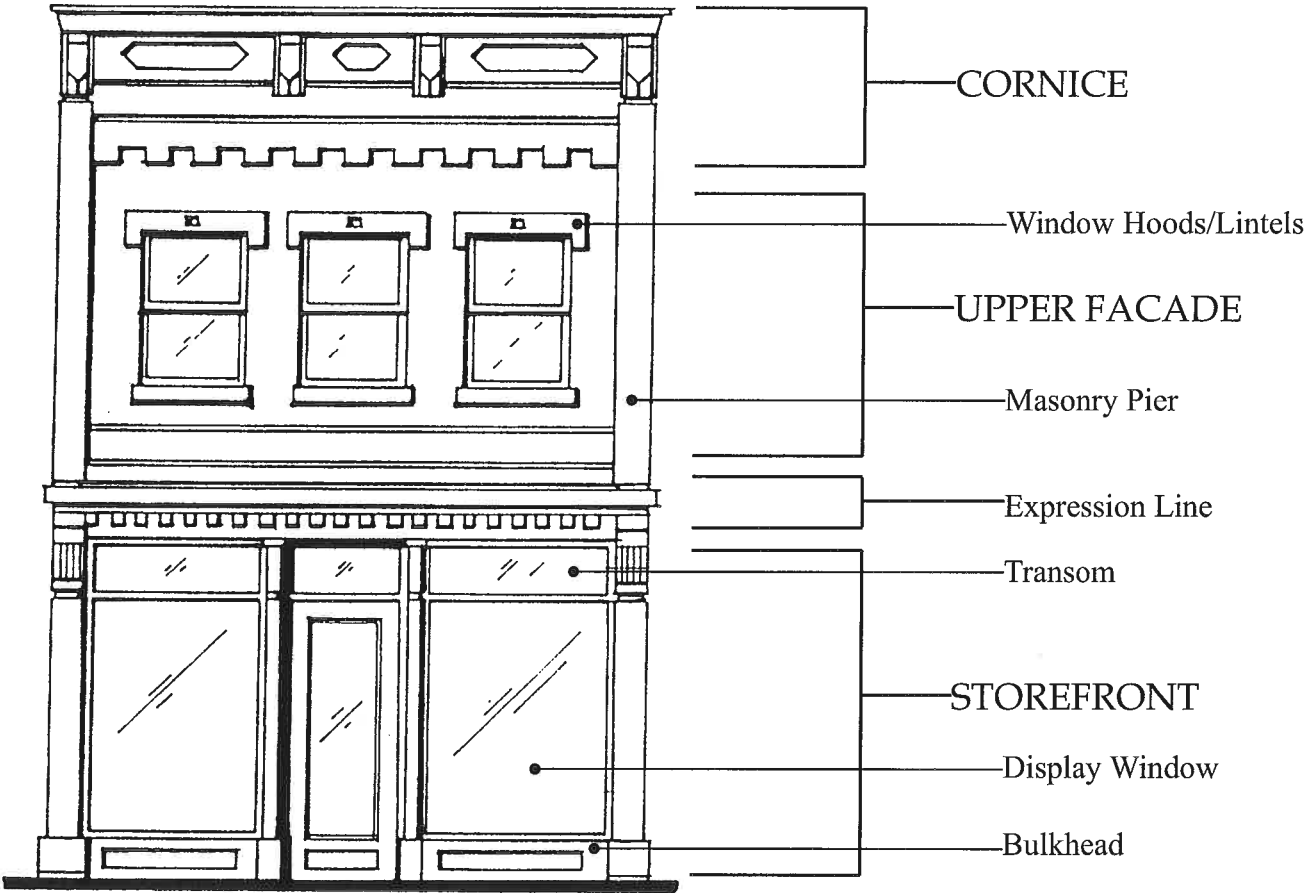 CORNICE
Window Hoods/Lintels
UPPER FACADE
Masonry Pier
Expression Line
Transom
STOREFRONT
Display Window
Bulkhead